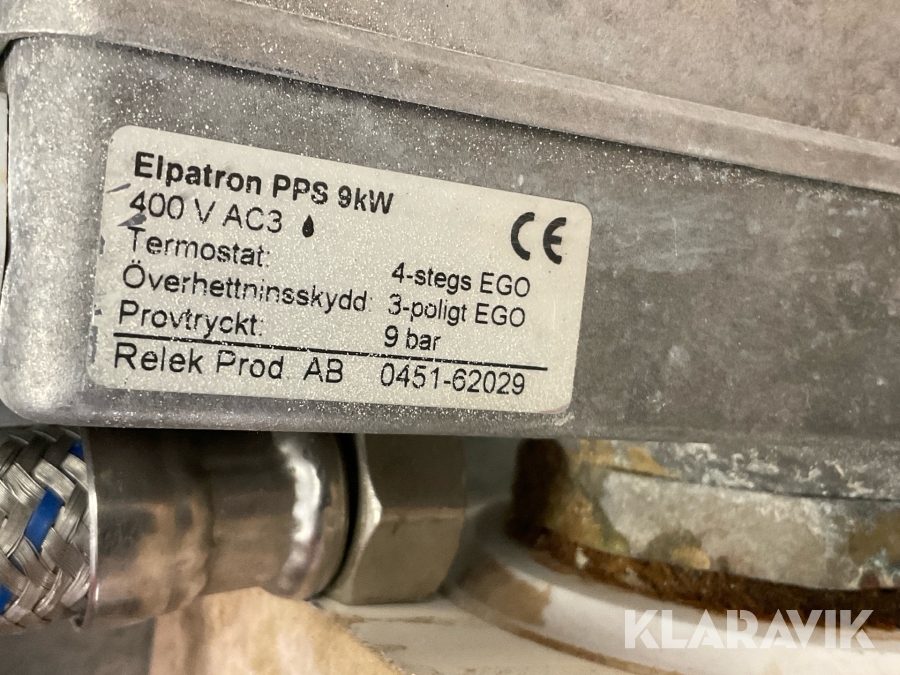 Elpatron PPS 9kW
400 V AC3
CE
Termostat: 4-stegs EGO
Överhettninsskydd: 3-poligt EGO
Provtryckt: 9 bar
Relek Prod. AB 0451-62029
KLARAVIK